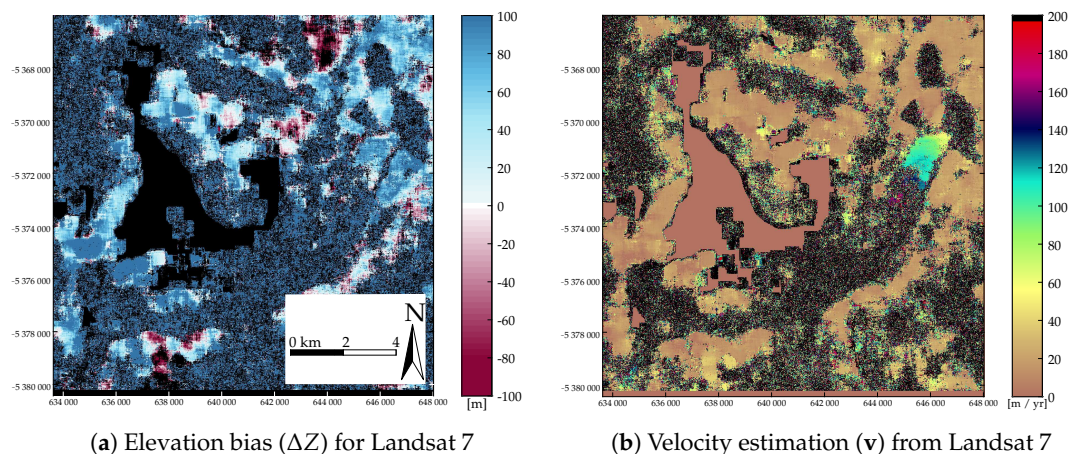 100
80
60
40
20
0
-20
-40
-60
-80
-100
[m]
-5 368 000
-5 370 000
-5 372 000
-5 374 000
-5 376 000
-5 378 000
-5 380 000
634 000 636 000 638 000 640 000 642 000 644 000 646 000 648 000
N
0 km 2 4
(a) Elevation bias (ΔZ) for Landsat 7
200
180
160
140
120
100
80
60
40
20
0
[m / yr]
-5 368 000
-5 370 000
-5 372 000
-5 374 000
-5 376 000
-5 378 000
-5 380 000
634 000 636 000 638 000 640 000 642 000 644 000 646 000 648 000
(b) Velocity estimation (v) from Landsat 7